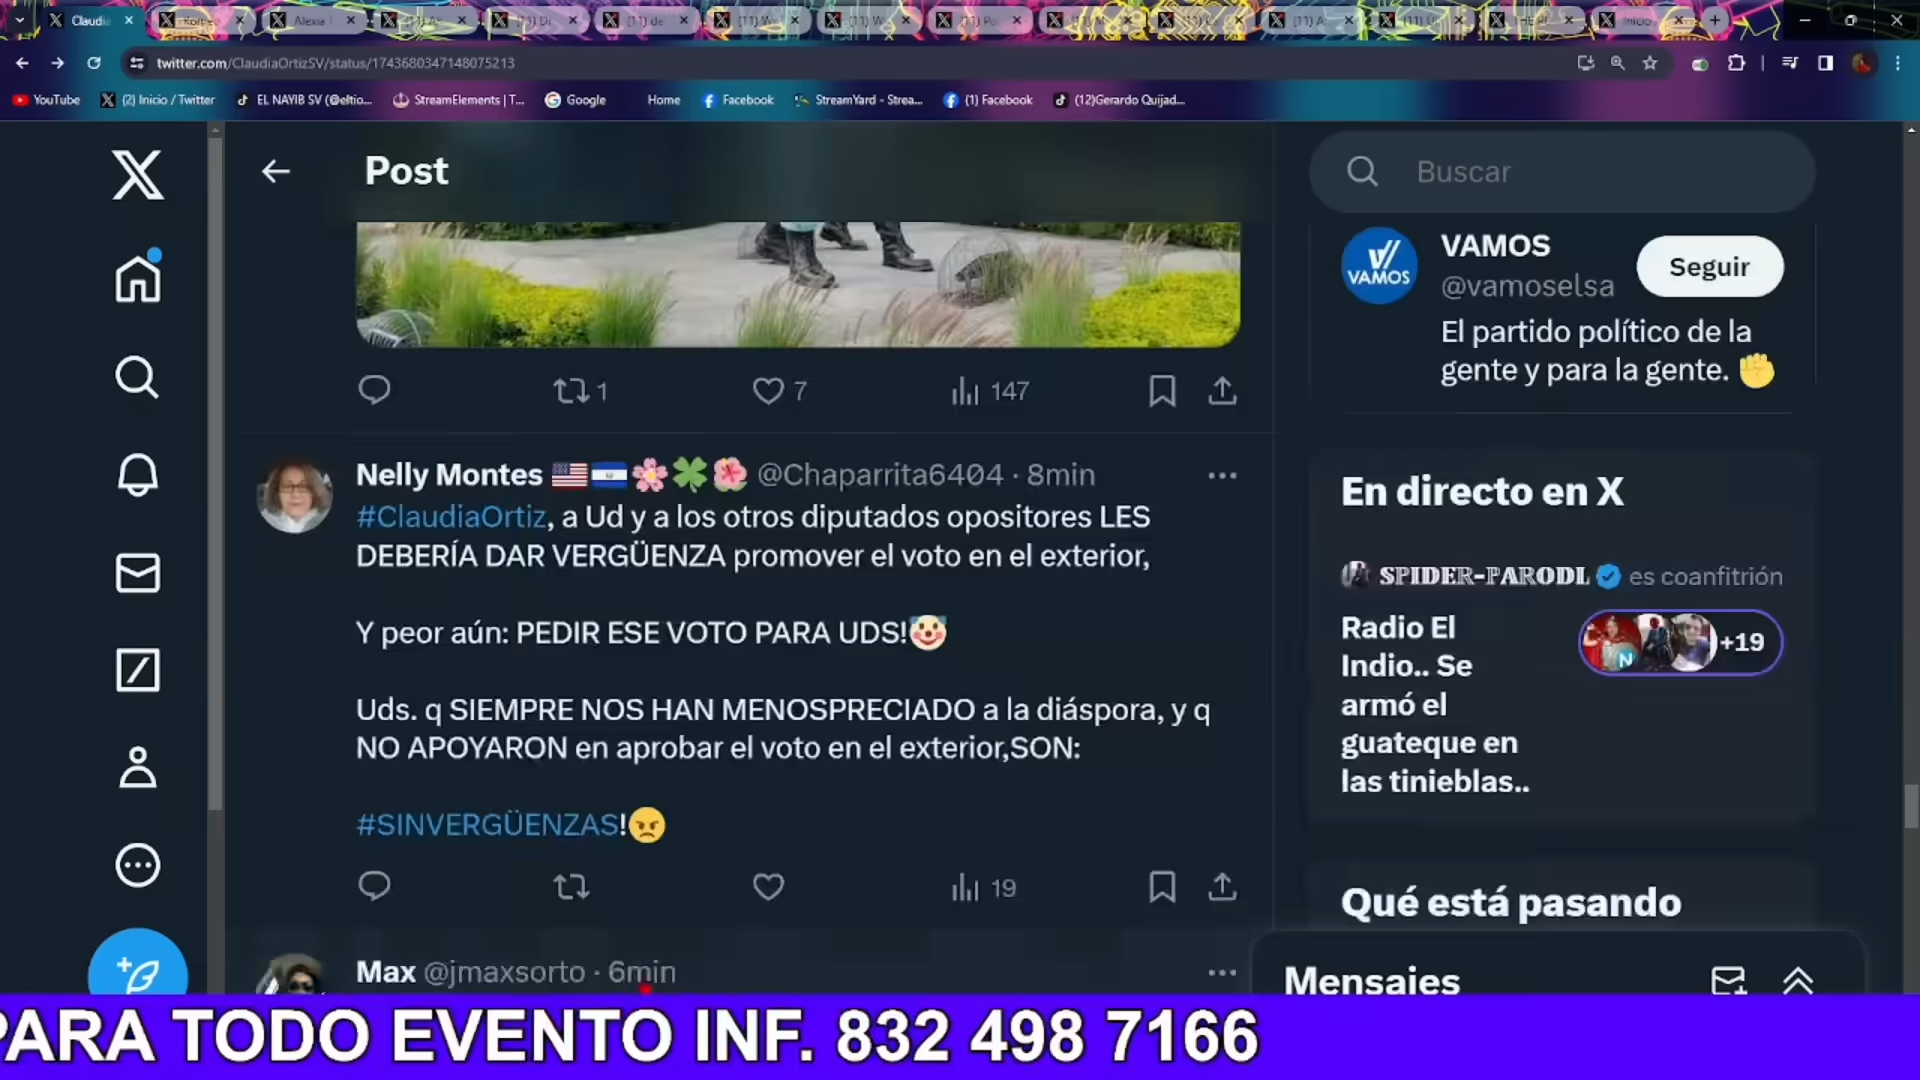 Claudi
Alexia
Inicio
twitter.com/ClaudiaOrtizSV/status/1743680347148075213
YouTube
(2) Inicio / Twitter
EL NAYIB SV (@eltio...
StreamElements | T...
Google
Home
Facebook
StreamYard - Strea...
(1) Facebook
(12)Gerardo Quijad...
Post
Buscar
VAMOS
VAMOS
@vamoselsa
Seguir
El partido político de la
gente y para la gente. ✊
1
7
147
Nelly Montes 🇺🇸🇸🇻🌸🍀🌺 @Chaparrita6404 · 8min
#ClaudiaOrtiz, a Ud y a los otros diputados opositores LES
DEBERÍA DAR VERGÜENZA promover el voto en el exterior,
Y peor aún: PEDIR ESE VOTO PARA UDS!🤡
Uds. q SIEMPRE NOS HAN MENOSPRECIADO a la diáspora, y q
NO APOYARON en aprobar el voto en el exterior,SON:
#SINVERGÜENZAS!😠
19
Max @jmaxsorto · 6min
En directo en X
SPIDER-PARODI es coanfitrión
Radio El
Indio.. Se
armó el
guateque en
las tinieblas..
N
+19
Qué está pasando
Mensajes
PARA TODO EVENTO INF. 832 498 7166